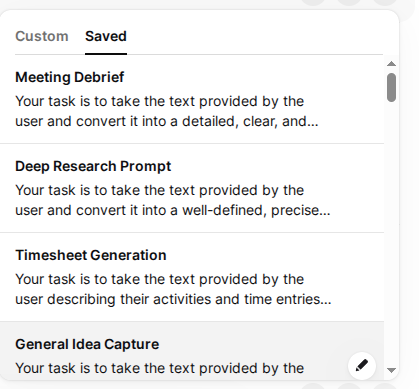 Custom Saved
Meeting Debrief
Your task is to take the text provided by the
user and convert it into a detailed, clear, and...
Deep Research Prompt
Your task is to take the text provided by the
user and convert it into a well-defined, precise...
Timesheet Generation
Your task is to take the text provided by the
user describing their activities and time entries...
General Idea Capture
Your task is to take the text provided by the